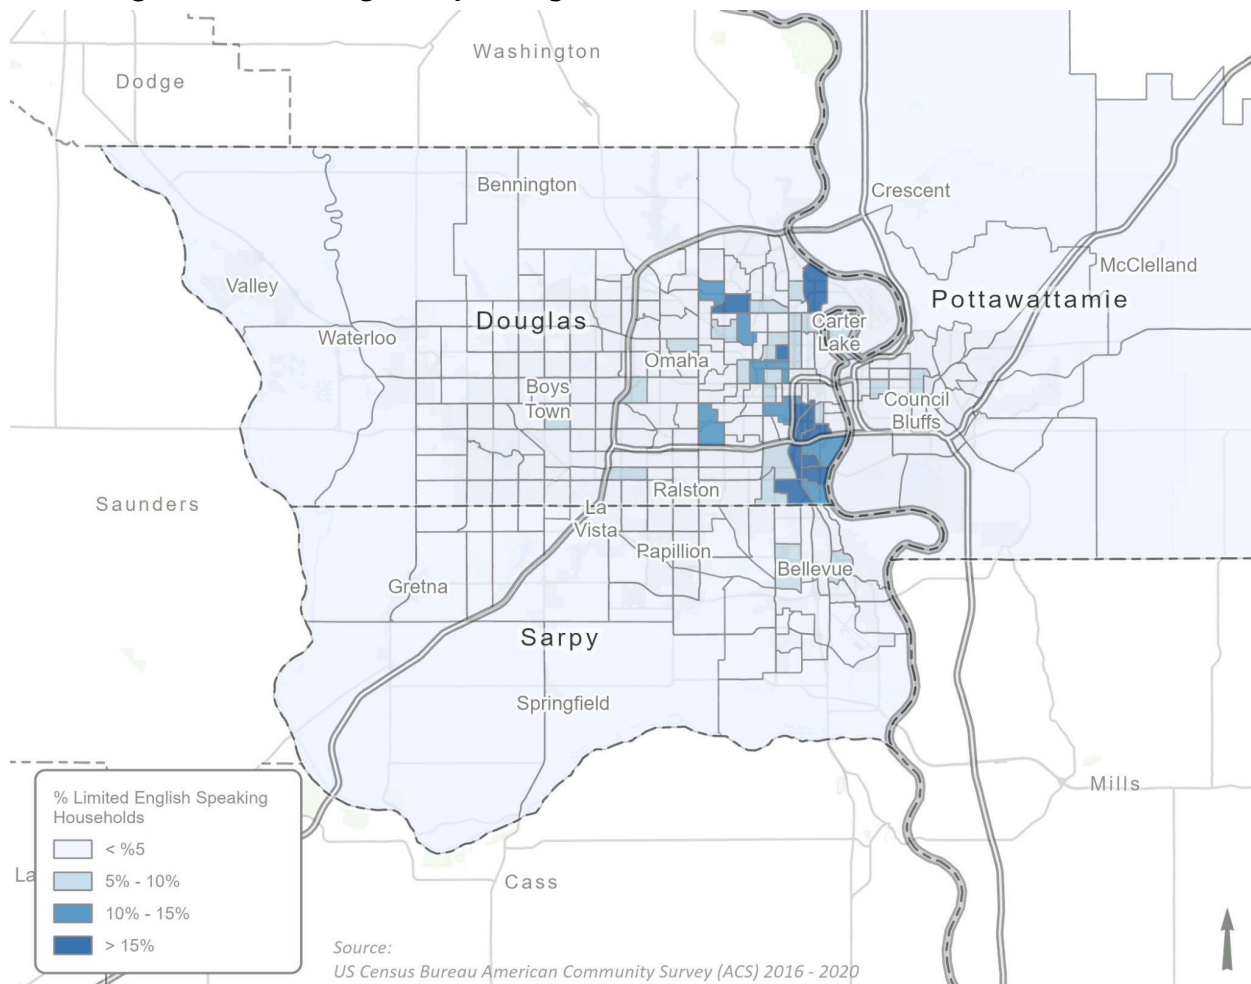 Washington
Dodge
Bennington
Crescent
McClelland
Valley
Pottawattamie
Douglas
Waterloo
Carter
Lake
Omaha
Boys
Town
Council
Bluffs
Ralston
Saunders
La
Vista
Papillion
Bellevue
Gretna
Sarpy
Springfield
Mills
% Limited English Speaking
Households
< %5
5% - 10%
10% - 15%
> 15%
La
Cass
Source:
US Census Bureau American Community Survey (ACS) 2016 - 2020